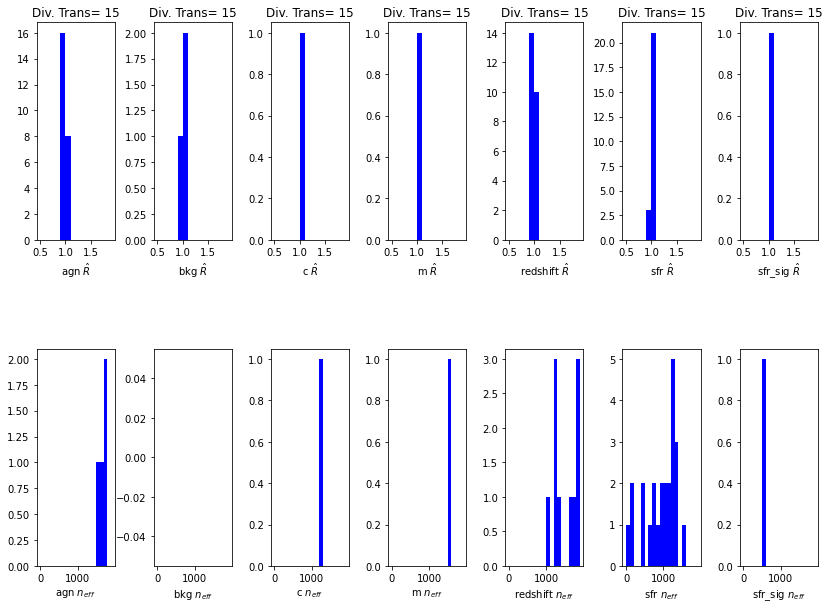 Div. Trans= 15 Div. Trans= 15 Div. Trans= 15 Div. Trans= 15 Div. Trans= 15 Div. Trans= 15 Div. Trans= 15
16 14 12 10 8 6 4 2 0
0.5 1.0 1.5
agn R̂
2.00 1.75 1.50 1.25 1.00 0.75 0.50 0.25 0.00
0.5 1.0 1.5
bkg R̂
1.0 0.8 0.6 0.4 0.2 0.0
0.5 1.0 1.5
c R̂
1.0 0.8 0.6 0.4 0.2 0.0
0.5 1.0 1.5
m R̂
14 12 10 8 6 4 2 0
0.5 1.0 1.5
redshift R̂
20.0 17.5 15.0 12.5 10.0 7.5 5.0 2.5 0.0
0.5 1.0 1.5
sfr R̂
1.0 0.8 0.6 0.4 0.2 0.0
0.5 1.0 1.5
sfr_sig R̂
2.00 1.75 1.50 1.25 1.00 0.75 0.50 0.25 0.00
0 1000
agn n_eff
0.04 0.02 0.00 −0.02 −0.04
0 1000
bkg n_eff
1.0 0.8 0.6 0.4 0.2 0.0
0 1000
c n_eff
1.0 0.8 0.6 0.4 0.2 0.0
0 1000
m n_eff
3.0 2.5 2.0 1.5 1.0 0.5 0.0
0 1000
redshift n_eff
5 4 3 2 1 0
0 1000
sfr n_eff
1.0 0.8 0.6 0.4 0.2 0.0
0 1000
sfr_sig n_eff